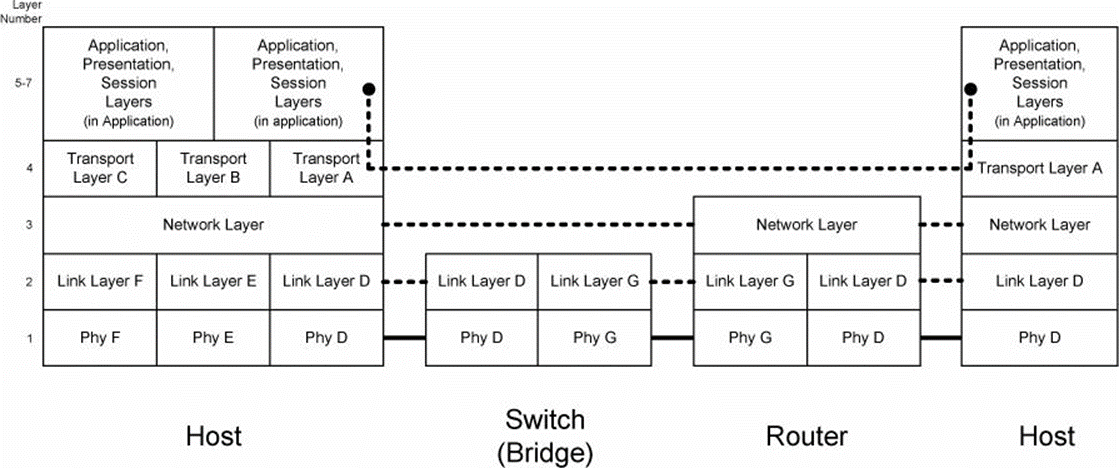 Layer
Number
5-7
Application,
Presentation,
Session
Layers
(in Application)
Application,
Presentation,
Session
Layers
(in application)
Application,
Presentation,
Session
Layers
(in Application)
4
Transport
Layer C
Transport
Layer B
Transport
Layer A
Transport Layer A
3
Network Layer
Network Layer
Network Layer
2
Link Layer F
Link Layer E
Link Layer D
Link Layer D
Link Layer G
Link Layer G
Link Layer D
Link Layer D
1
Phy F
Phy E
Phy D
Phy D
Phy G
Phy G
Phy D
Phy D
Host
Switch
(Bridge)
Router
Host